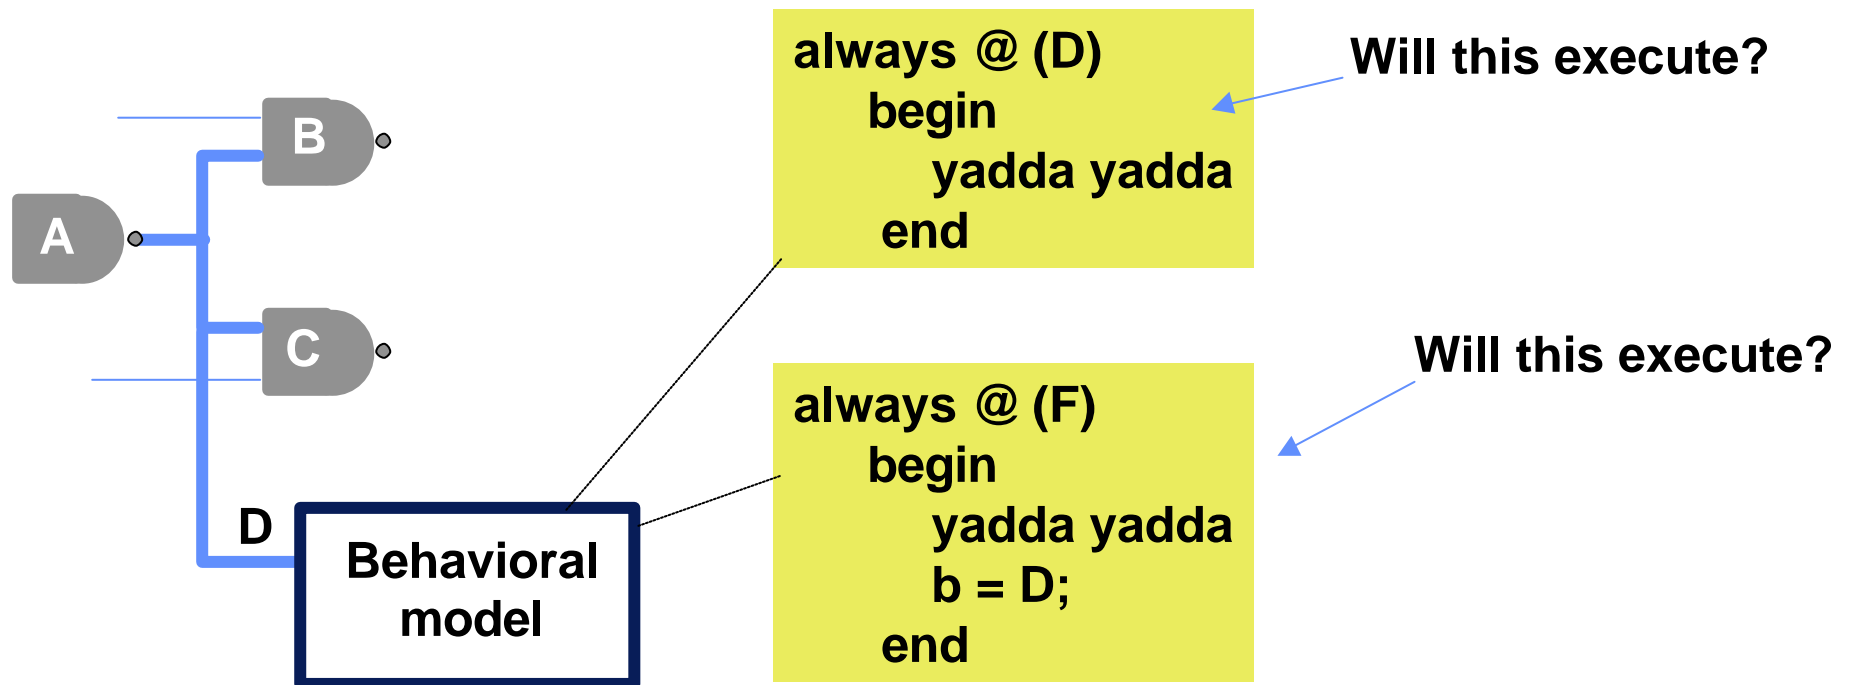 always @ (D)
begin
yadda yadda
end
Will this execute?
B
A
C
D
Behavioral
model
always @ (F)
begin
yadda yadda
b = D;
end
Will this execute?